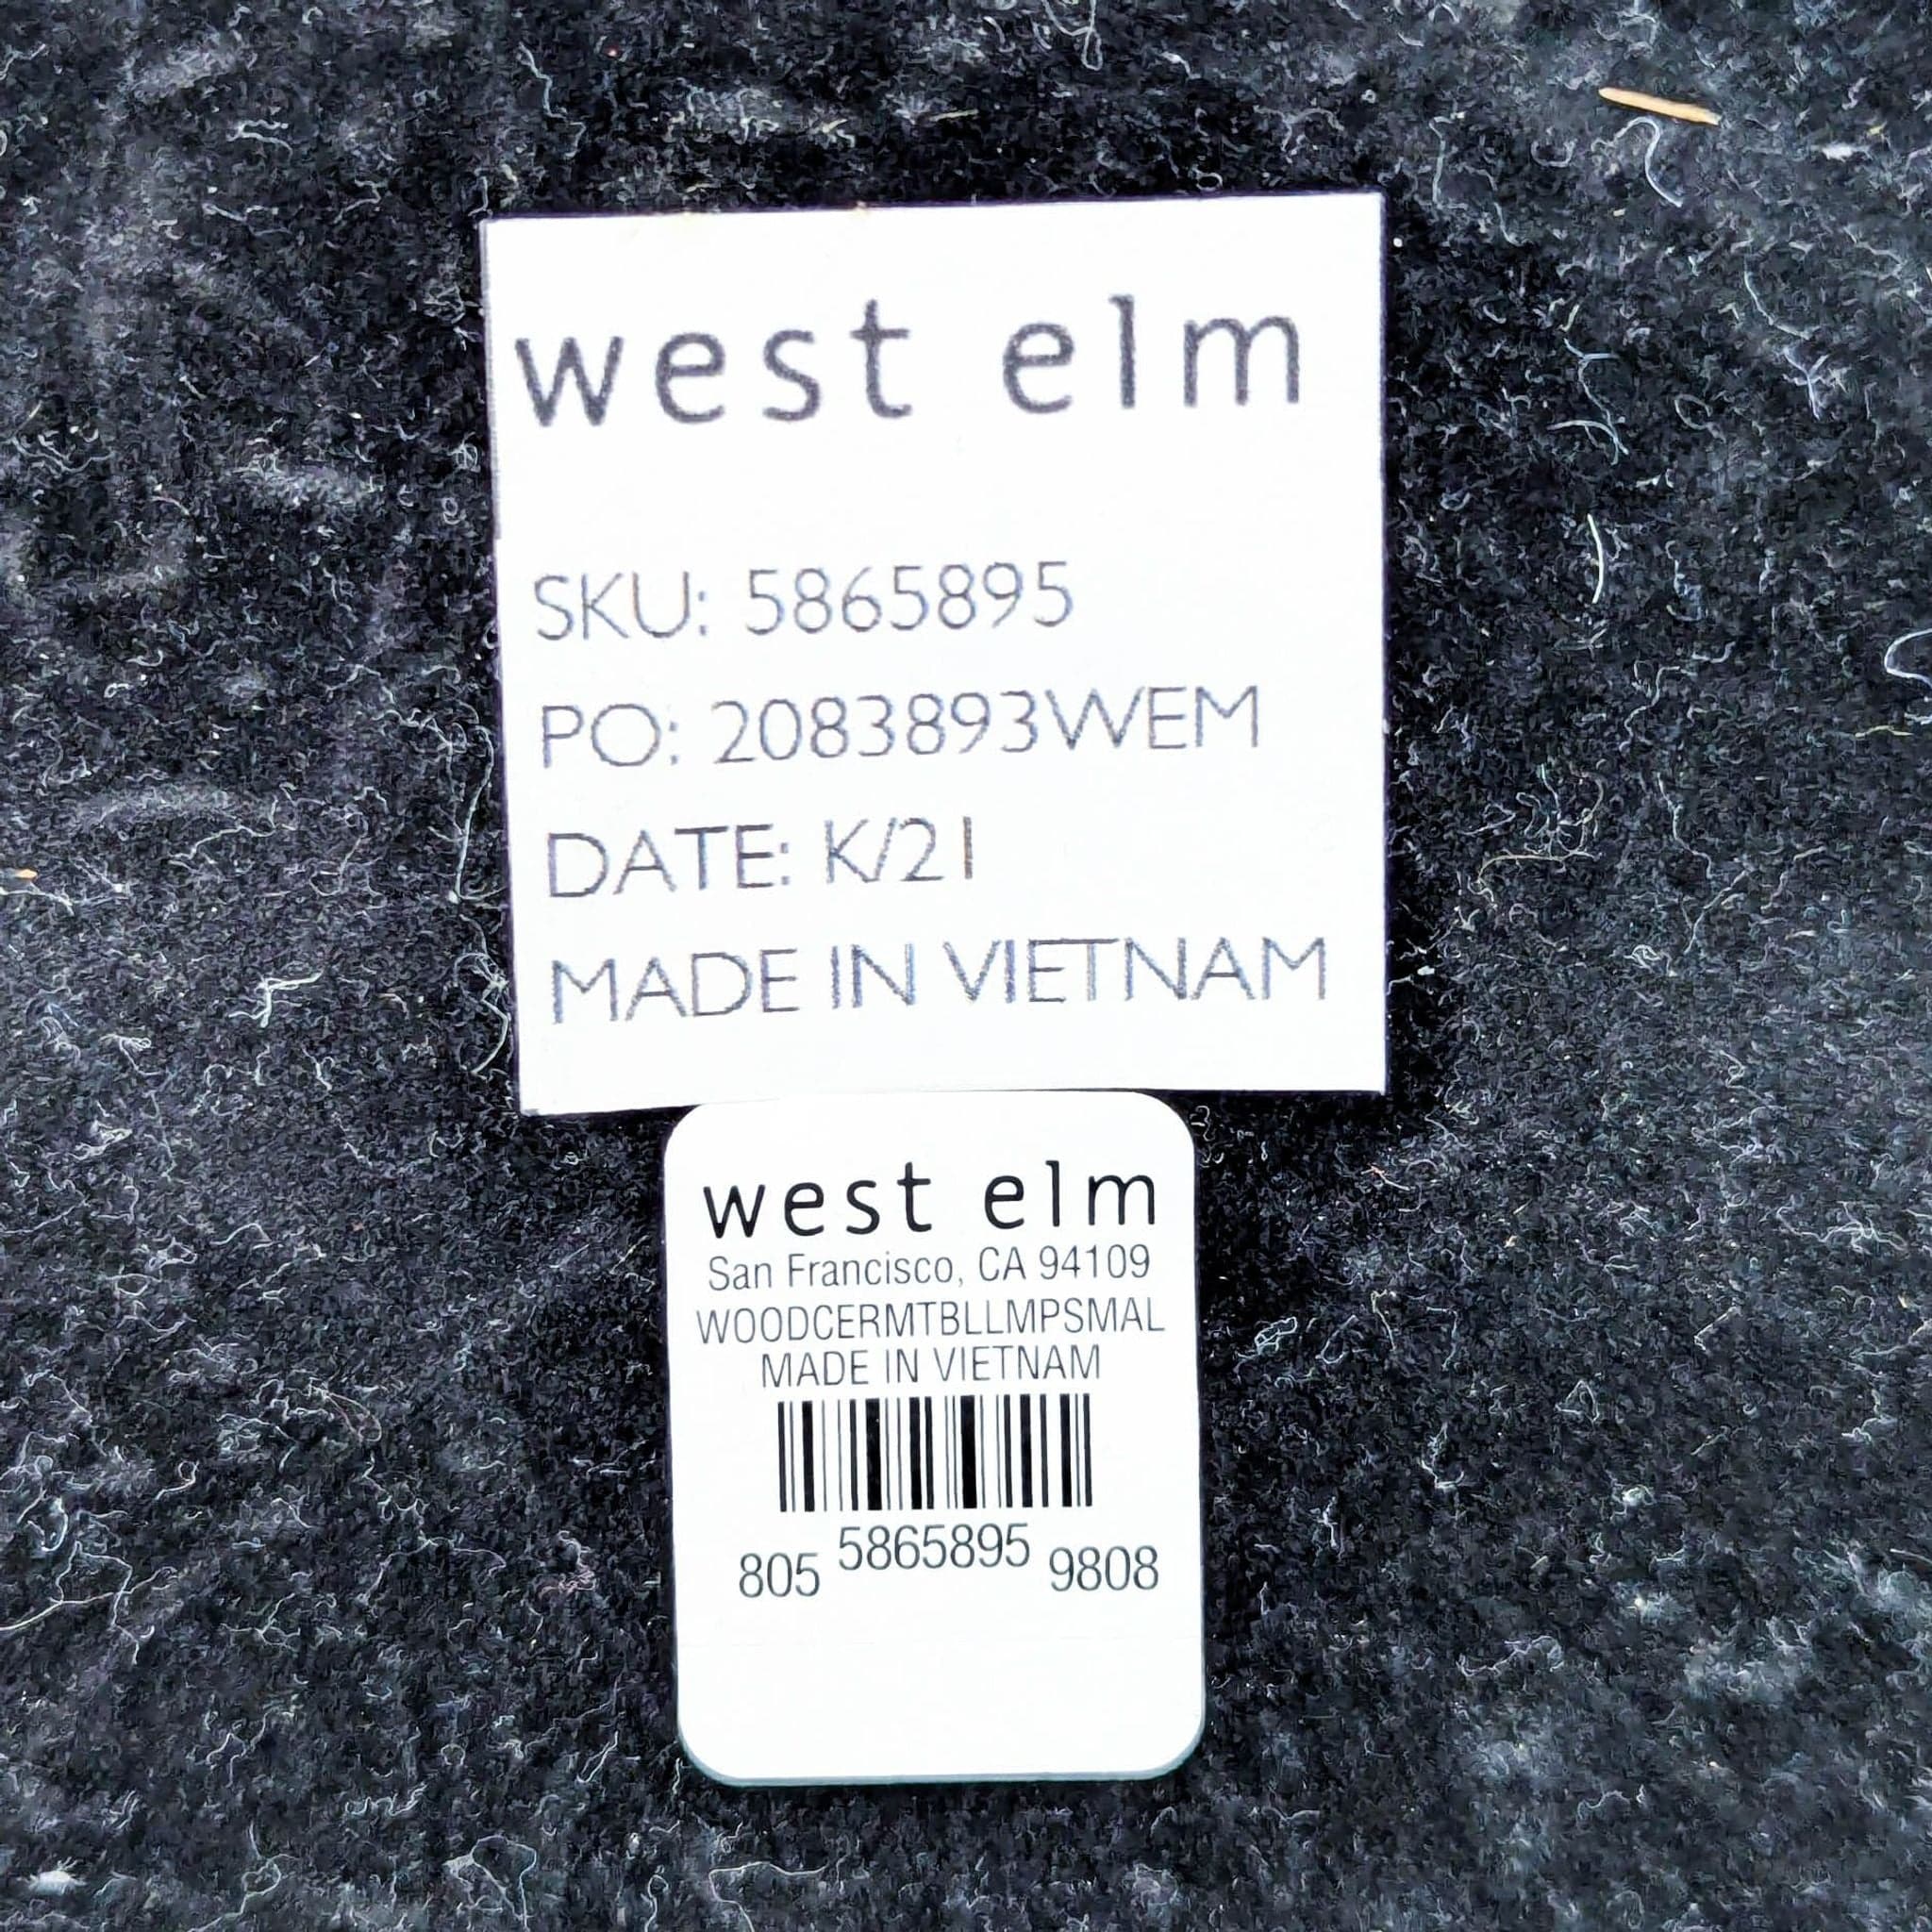 west elm
SKU: 5865895
PO: 2083893WEM
DATE: K/21
MADE IN VIETNAM
west elm
San Francisco, CA 94109
WOODCERMTBLLMPSMAL
MADE IN VIETNAM
805 5865895 9808